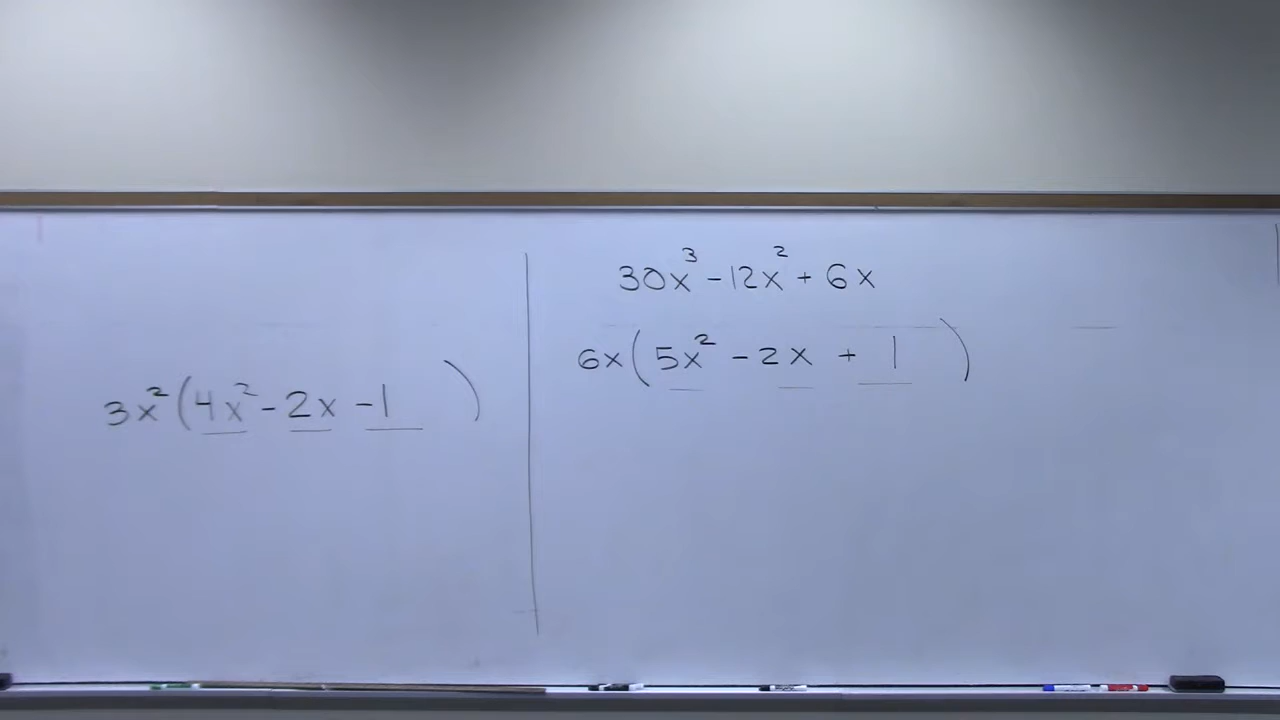 3x²(4x² - 2x - 1 )
30x³ - 12x² + 6x
6x(5x² - 2x + 1 )